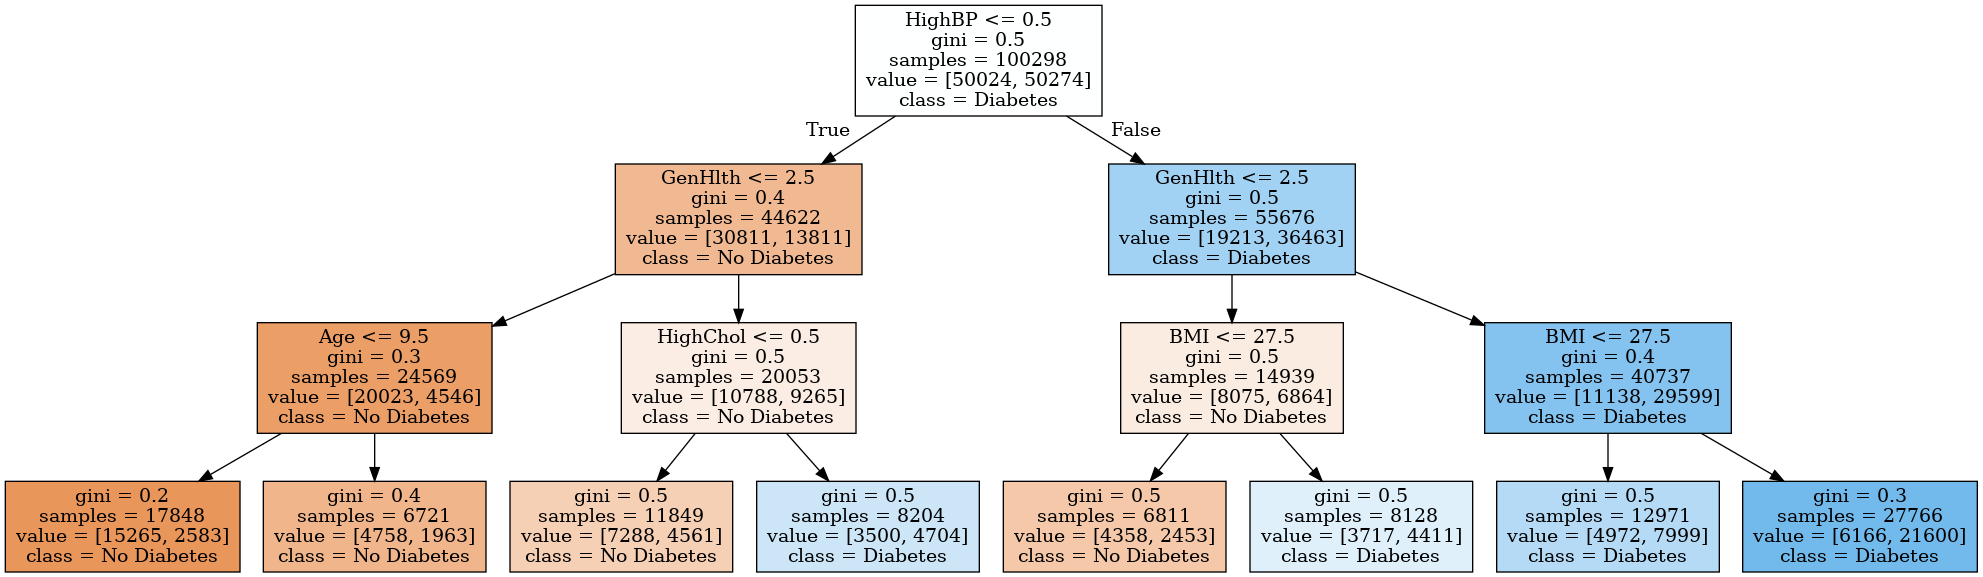 HighBP <= 0.5
gini = 0.5
samples = 100298
value = [50024, 50274]
class = Diabetes
True
False
GenHlth <= 2.5
gini = 0.4
samples = 44622
value = [30811, 13811]
class = No Diabetes
GenHlth <= 2.5
gini = 0.5
samples = 55676
value = [19213, 36463]
class = Diabetes
Age <= 9.5
gini = 0.3
samples = 24569
value = [20023, 4546]
class = No Diabetes
HighChol <= 0.5
gini = 0.5
samples = 20053
value = [10788, 9265]
class = No Diabetes
BMI <= 27.5
gini = 0.5
samples = 14939
value = [8075, 6864]
class = No Diabetes
BMI <= 27.5
gini = 0.4
samples = 40737
value = [11138, 29599]
class = Diabetes
gini = 0.2
samples = 17848
value = [15265, 2583]
class = No Diabetes
gini = 0.4
samples = 6721
value = [4758, 1963]
class = No Diabetes
gini = 0.5
samples = 11849
value = [7288, 4561]
class = No Diabetes
gini = 0.5
samples = 8204
value = [3500, 4704]
class = Diabetes
gini = 0.5
samples = 6811
value = [4358, 2453]
class = No Diabetes
gini = 0.5
samples = 8128
value = [3717, 4411]
class = Diabetes
gini = 0.5
samples = 12971
value = [4972, 7999]
class = Diabetes
gini = 0.3
samples = 27766
value = [6166, 21600]
class = Diabetes